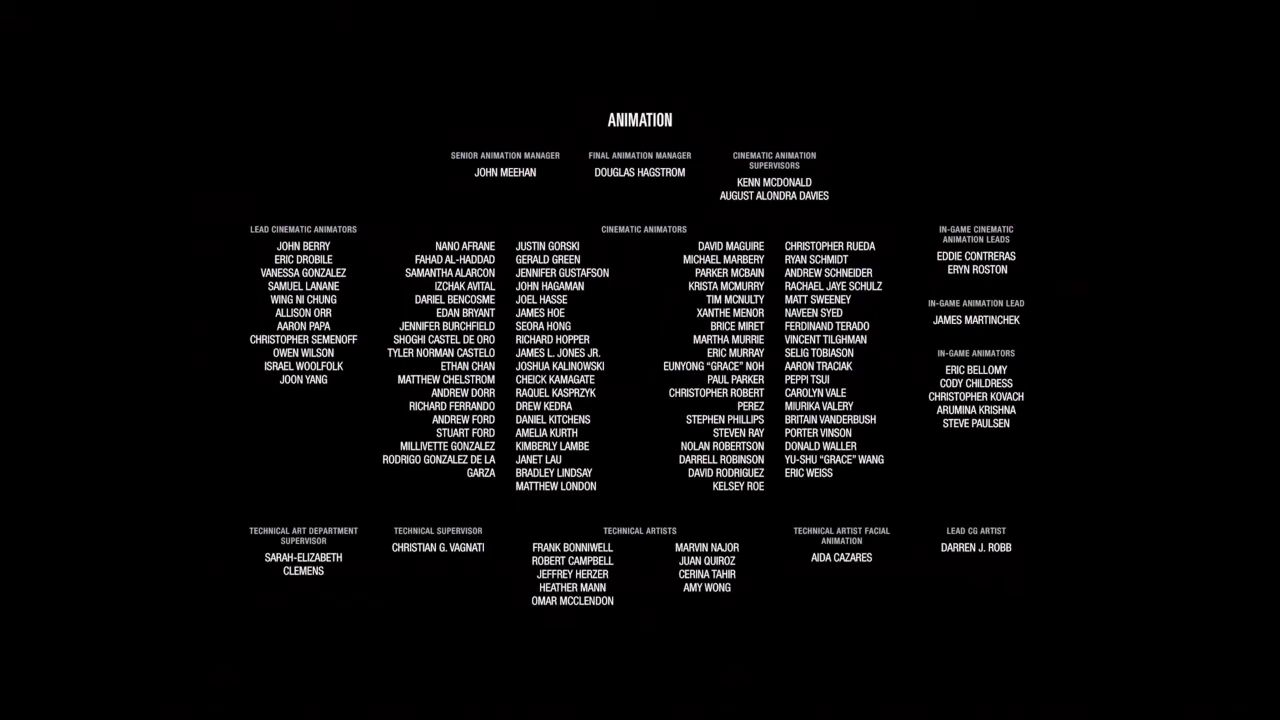 ANIMATION
SENIOR ANIMATION MANAGER
JOHN MEEHAN
FINAL ANIMATION MANAGER
DOUGLAS HAGSTROM
CINEMATIC ANIMATION
SUPERVISORS
KENN MCDONALD
AUGUST ALONDRA DAVIES
LEAD CINEMATIC ANIMATORS
JOHN BERRY
ERIC DROBILE
VANESSA GONZALEZ
SAMUEL LANANE
WING NI CHUNG
ALLISON ORR
AARON PAPA
CHRISTOPHER SEMENOFF
OWEN WILSON
ISRAEL WOOLFOLK
JOON YANG
CINEMATIC ANIMATORS
NANO AFRANE
FAHAD AL-HADDAD
SAMANTHA ALARCON
IZCHAK AVITAL
DARIEL BENCOSME
EDAN BRYANT
JENNIFER BURCHFIELD
SHOGHI CASTEL DE ORO
TYLER NORMAN CASTELO
ETHAN CHAN
MATTHEW CHELSTROM
ANDREW DORR
RICHARD FERRANDO
ANDREW FORD
STUART FORD
MILLIVETTE GONZALEZ
RODRIGO GONZALEZ DE LA
GARZA
JUSTIN GORSKI
GERALD GREEN
JENNIFER GUSTAFSON
JOHN HAGAMAN
JOEL HASSE
JAMES HOE
SEORA HONG
RICHARD HOPPER
JAMES L. JONES JR.
JOSHUA KALINOWSKI
CHEICK KAMAGATE
RAQUEL KASPRZYK
DREW KEDRA
DANIEL KITCHENS
AMELIA KURTH
KIMBERLY LAMBE
JANET LAU
BRADLEY LINDSAY
MATTHEW LONDON
DAVID MAGUIRE
MICHAEL MARBERY
PARKER MCBAIN
KRISTA MCMURRY
TIM MCNULTY
XANTHE MENOR
BRICE MIRET
MARTHA MURRIE
ERIC MURRAY
EUNYONG “GRACE” NOH
PAUL PARKER
CHRISTOPHER ROBERT
PEREZ
STEPHEN PHILLIPS
STEVEN RAY
NOLAN ROBERTSON
DARRELL ROBINSON
DAVID RODRIGUEZ
KELSEY ROE
CHRISTOPHER RUEDA
RYAN SCHMIDT
ANDREW SCHNEIDER
RACHAEL JAYE SCHULZ
MATT SWEENEY
NAVEEN SYED
FERDINAND TERADO
VINCENT TILGHMAN
SELIG TOBIASON
AARON TRACIAK
PEPPI TSUI
CAROLYN VALE
MIURIKA VALERY
BRITAIN VANDERBUSH
PORTER VINSON
DONALD WALLER
YU-SHU “GRACE” WANG
ERIC WEISS
IN-GAME CINEMATIC
ANIMATION LEADS
EDDIE CONTRERAS
ERYN ROSTON
IN-GAME ANIMATION LEAD
JAMES MARTINCHEK
IN-GAME ANIMATORS
ERIC BELLOMY
CODY CHILDRESS
CHRISTOPHER KOVACH
ARUMINA KRISHNA
STEVE PAULSEN
TECHNICAL ART DEPARTMENT
SUPERVISOR
SARAH-ELIZABETH
CLEMENS
TECHNICAL SUPERVISOR
CHRISTIAN G. VAGNATI
TECHNICAL ARTISTS
FRANK BONNIWELL
ROBERT CAMPBELL
JEFFREY HERZER
HEATHER MANN
OMAR MCCLENDON
MARVIN NAJOR
JUAN QUIROZ
CERINA TAHIR
AMY WONG
TECHNICAL ARTIST FACIAL
ANIMATION
AIDA CAZARES
LEAD CG ARTIST
DARREN J. ROBB